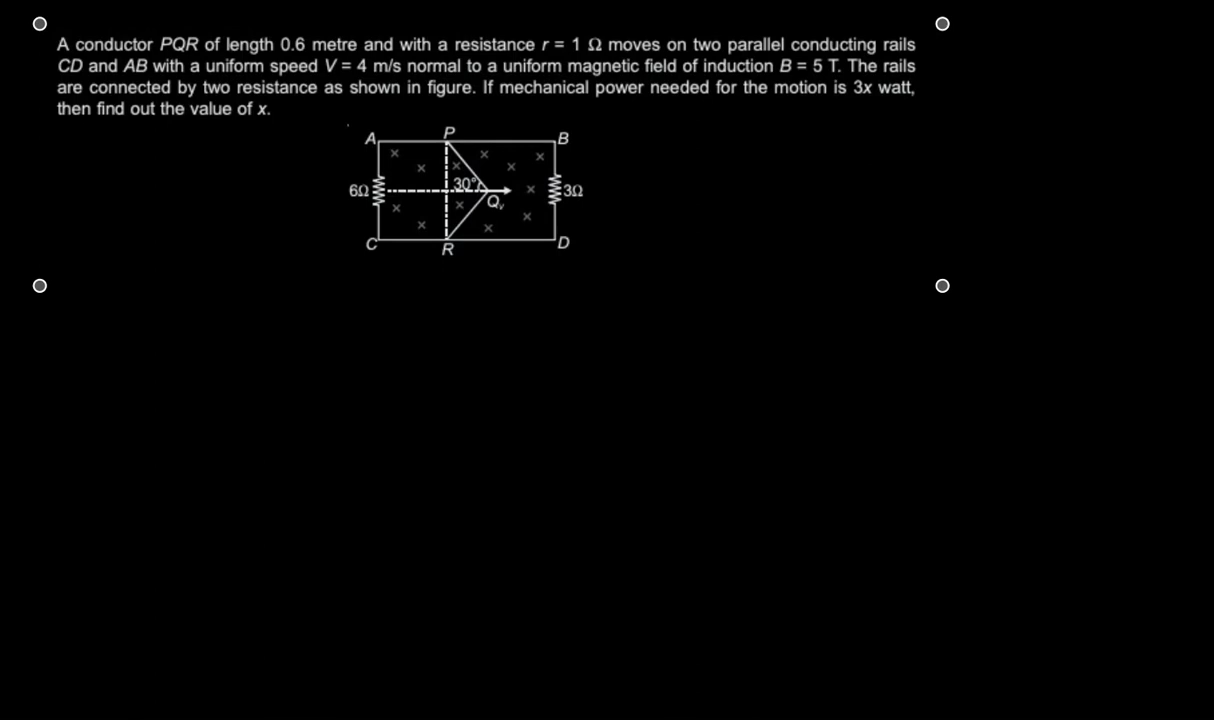 A conductor PQR of length 0.6 metre and with a resistance r = 1 Ω moves on two parallel conducting rails
CD and AB with a uniform speed V = 4 m/s normal to a uniform magnetic field of induction B = 5 T. The rails
are connected by two resistance as shown in figure. If mechanical power needed for the motion is 3x watt,
then find out the value of x.
A P B
6Ω 30° 3Ω
Q v
C R D